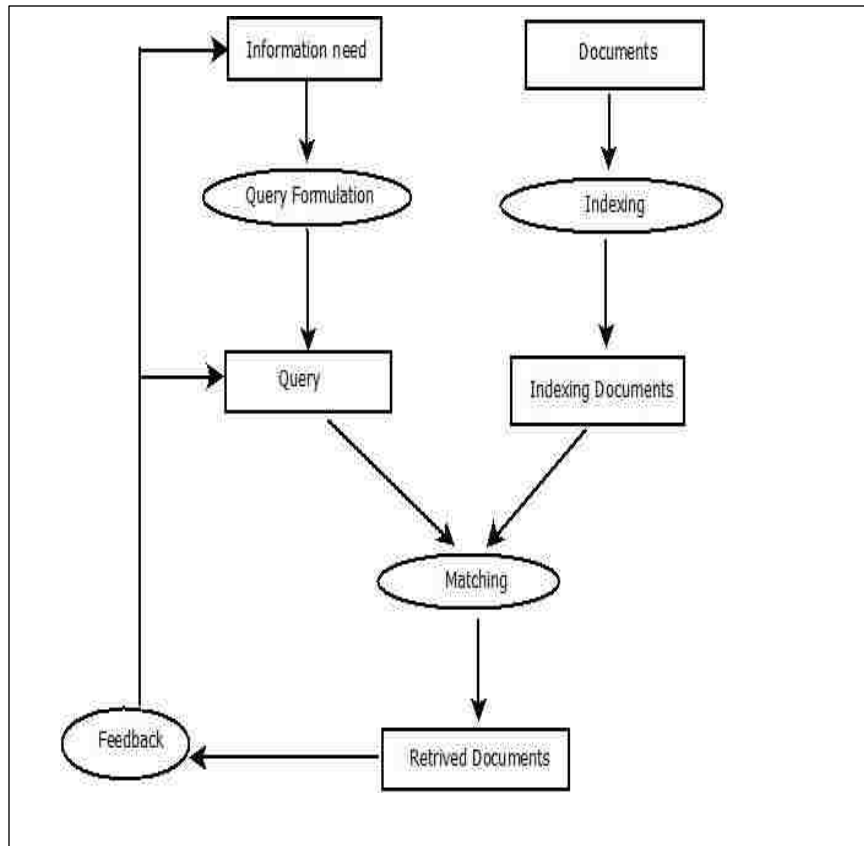 Information need
Documents
Query Formulation
Indexing
Query
Indexing Documents
Matching
Feedback
Retrived Documents